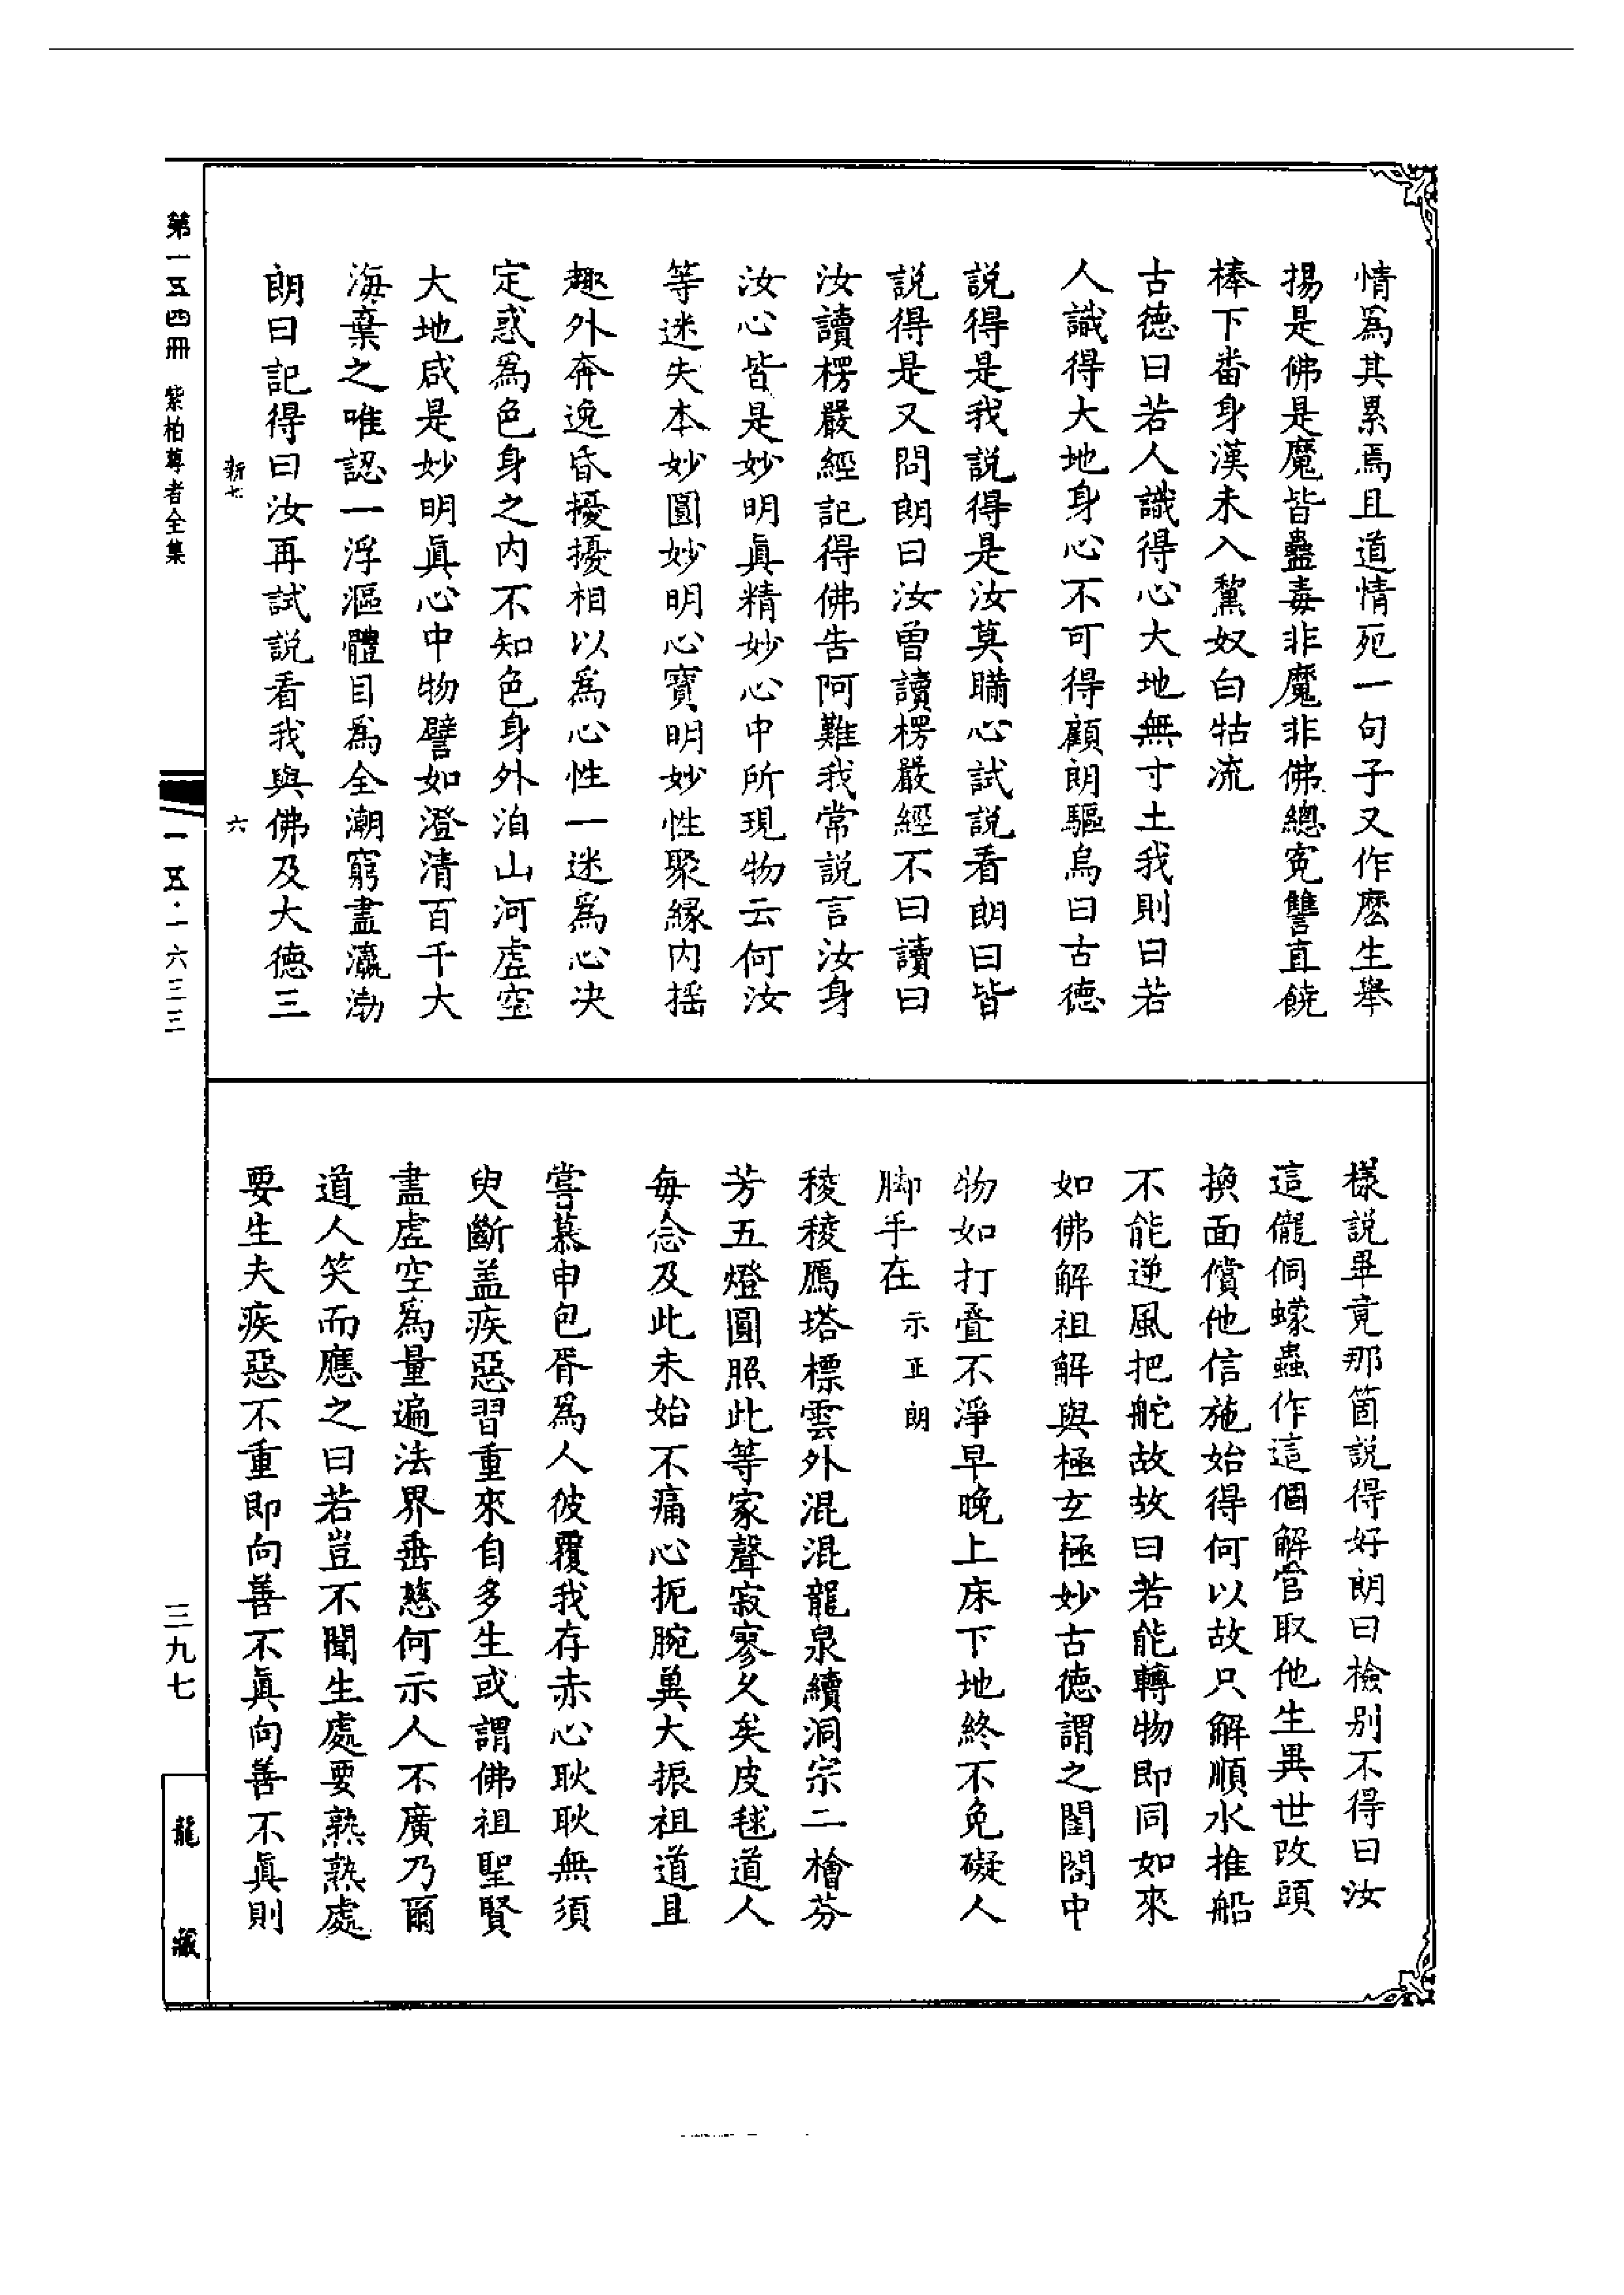 情爲其累焉且道情死一句子又作麽生舉
揚是佛是魔皆蠱毒非魔非佛總寃讐直饒
棒下番身漢未入黧奴白牯流
古德曰若人識得心大地無寸土我則曰若
人識得大地身心不可得顧朗驅烏曰古德
説得是我説得是汝莫瞞心試説看朗曰皆
説得是又問朗曰汝曽讀楞嚴經不曰讀曰
汝讀楞嚴經記得佛告阿難我常説言汝身
汝心皆是妙明眞精妙心中所現物云何汝
等迷失本妙圓妙明心寶明妙性聚緣内揺
趣外奔逸昏擾擾相以爲心性一迷爲心决
定惑爲色身之内不知色身外洎山河虛空
大地咸是妙明眞心中物譬如澄清百千大
海棄之唯認一浮漚體目爲全潮窮盡瀛渤
朗曰記得曰汝再試説看我與佛及大德三
新七
六
樣説畢竟那箇説得好朗曰檢别不得曰汝
這儱侗蠓蟲作這個解官取他生異世改頭
換面償他信施始得何以故只解順水推船
不能逆風把舵故故曰若能轉物即同如來
如佛解祖解與極玄極妙古德謂之閨閤中
物如打疊不淨早晚上床下地終不免礙人
脚手在 示正朗
稜稜鴈塔標雲外混混龍泉續洞宗二檜芬
芳五燈圓照此等家聲寂寥久矣皮毬道人
每念及此未始不痛心扼腕兾大振祖道且
嘗慕申包胥爲人彼覆我存赤心耿耿無須
臾斷盖疾惡習重來自多生或謂佛祖聖賢
盡虛空爲量遍法界垂慈何示人不廣乃爾
道人笑而應之曰若豈不聞生處要熟熟處
要生夫疾惡不重即向善不眞向善不眞則
第一五四冊 紫柏尊者全集
一五·一六三三
三九七
龍藏